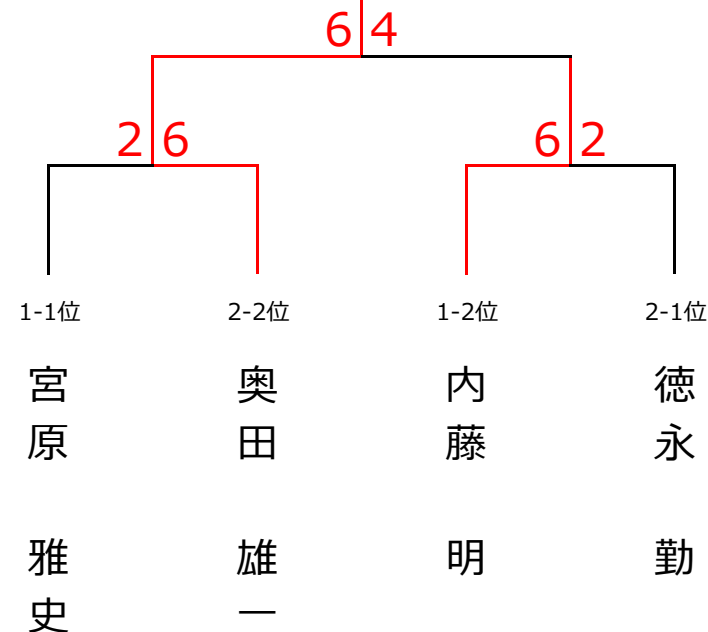 6 4
2 6
6 2
1-1位
2-2位
1-2位
2-1位
宮原 雅史
奥田 雄一
内藤 明
徳永 勤